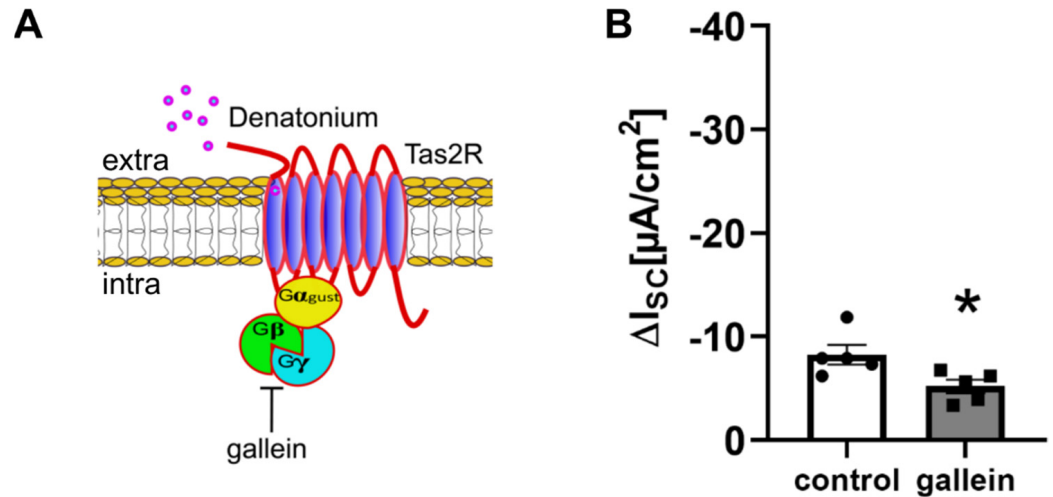 A
Denatonium
Tas2R
extra
intra
Gαgust
Gβ
Gγ
gallein
B
ΔISC[µA/cm²]
-40
-30
-20
-10
0
*
control gallein